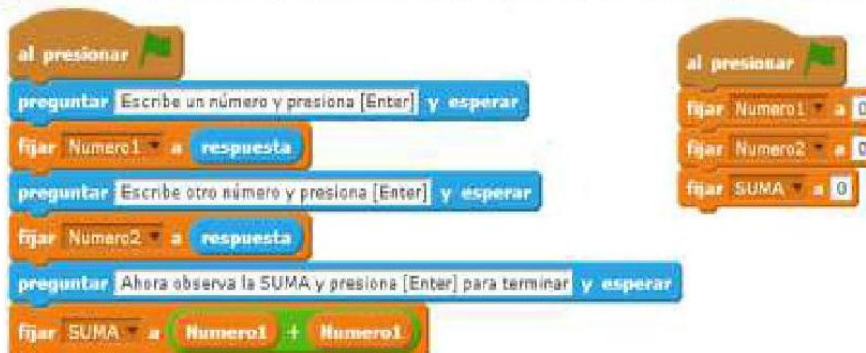 al presionar
preguntar Escribe un número y presiona [Enter] y esperar
fijar Numero1 a respuesta
preguntar Escribe otro número y presiona [Enter] y esperar
fijar Numero2 a respuesta
preguntar Ahora observa la SUMA y presiona [Enter] para terminar y esperar
fijar SUMA a Numero1 + Numero1
al presionar
fijar Numero1 a 0
fijar Numero2 a 0
fijar SUMA a 0